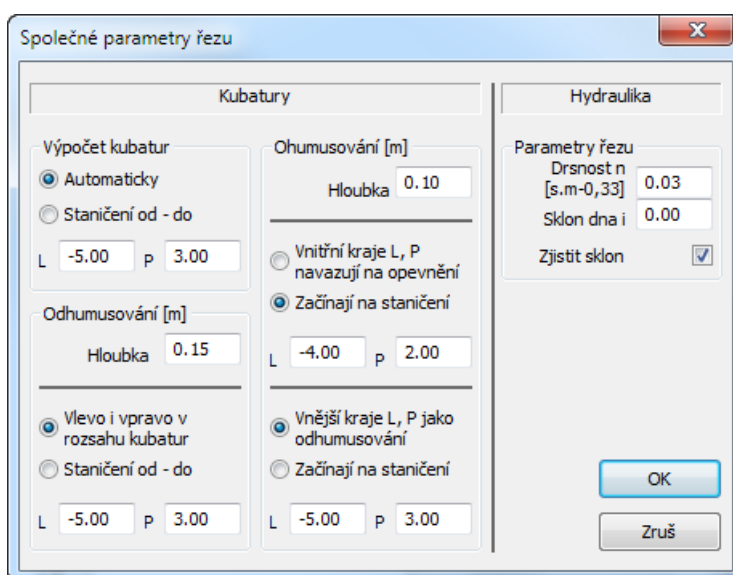 Společné parametry řezu
Kubatury
Výpočet kubatur
Automaticky
Staničení od - do
L -5.00 P 3.00
Odhumusování [m]
Hloubka 0.15
Vlevo i vpravo v
rozsahu kubatur
Staničení od - do
L -5.00 P 3.00
Ohumusování [m]
Hloubka 0.10
Vnitřní kraje L, P
navazují na opevnění
Začínají na staničení
L -4.00 P 2.00
Vnější kraje L, P jako
odhumusování
Začínají na staničení
L -5.00 P 3.00
Hydraulika
Parametry řezu
Drsnost n
[s.m-0,33] 0.03
Sklon dna i 0.00
Zjistit sklon
OK
Zruš